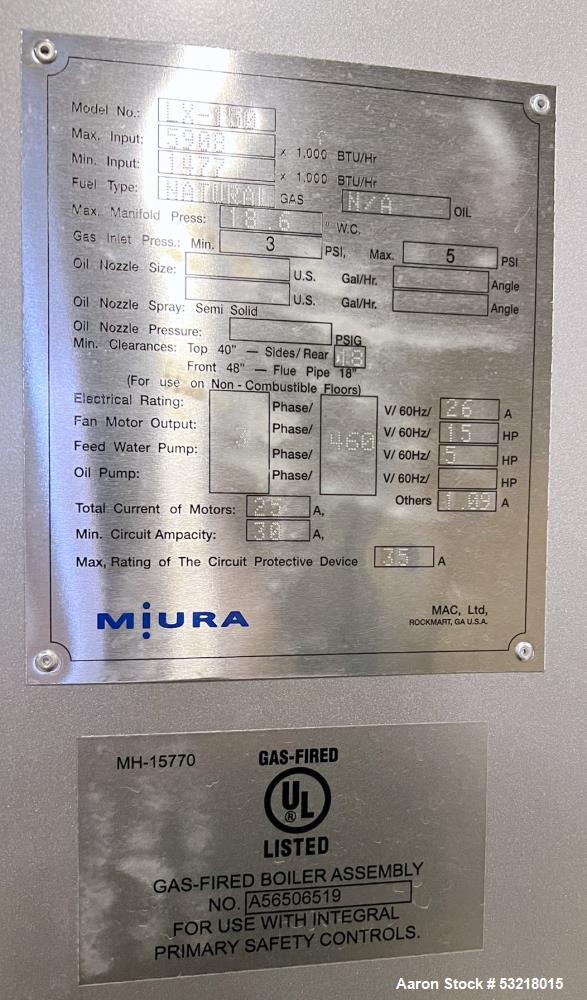 Model No.: LX-150
Max. Input: 5908 x 1,000 BTU/Hr
Min. Input: 1477 x 1,000 BTU/Hr
Fuel Type: NATURAL GAS N/A OIL
Max. Manifold Press: 18.6 " W.C.
Gas Inlet Press.: Min. 3 PSI, Max. 5 PSI
Oil Nozzle Size: U.S. Gal/Hr. Angle
U.S. Gal/Hr. Angle
Oil Nozzle Spray: Semi Solid
Oil Nozzle Pressure: PSIG
Min. Clearances: Top 40" — Sides/Rear 18
Front 48" — Flue Pipe 18"
(For use on Non - Combustible Floors)
Electrical Rating: Phase/ V/ 60Hz/ 26 A
Fan Motor Output: 3 Phase/ 460 V/ 60Hz/ 15 HP
Feed Water Pump: Phase/ V/ 60Hz/ 5 HP
Oil Pump: Phase/ V/ 60Hz/ HP
Total Current of Motors: 25 A, Others 1.09 A
Min. Circuit Ampacity: 30 A,
Max, Rating of The Circuit Protective Device 35 A
MIURA
MAC, Ltd,
ROCKMART, GA U.S.A.
MH-15770 GAS-FIRED
UL
®
LISTED
GAS-FIRED BOILER ASSEMBLY
NO. A56506519
FOR USE WITH INTEGRAL
PRIMARY SAFETY CONTROLS.
Aaron Stock # 53218015